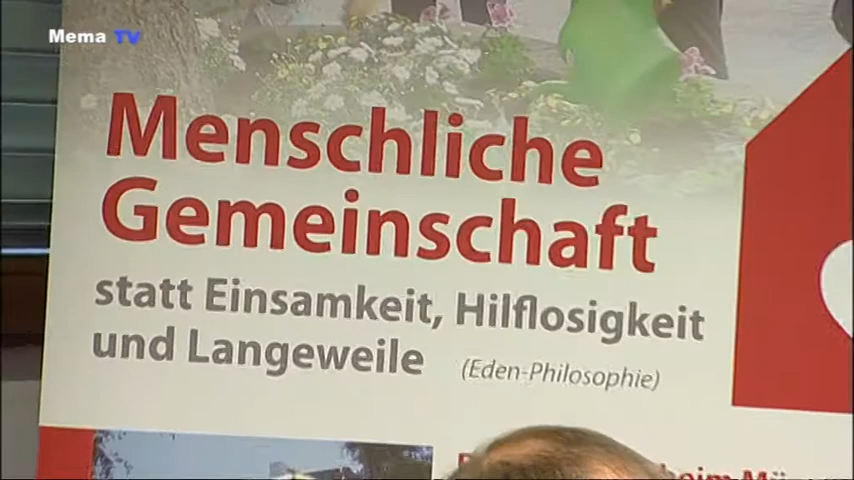 Mema TV
Menschliche
Gemeinschaft
statt Einsamkeit, Hilflosigkeit
und Langeweile
(Eden-Philosophie)